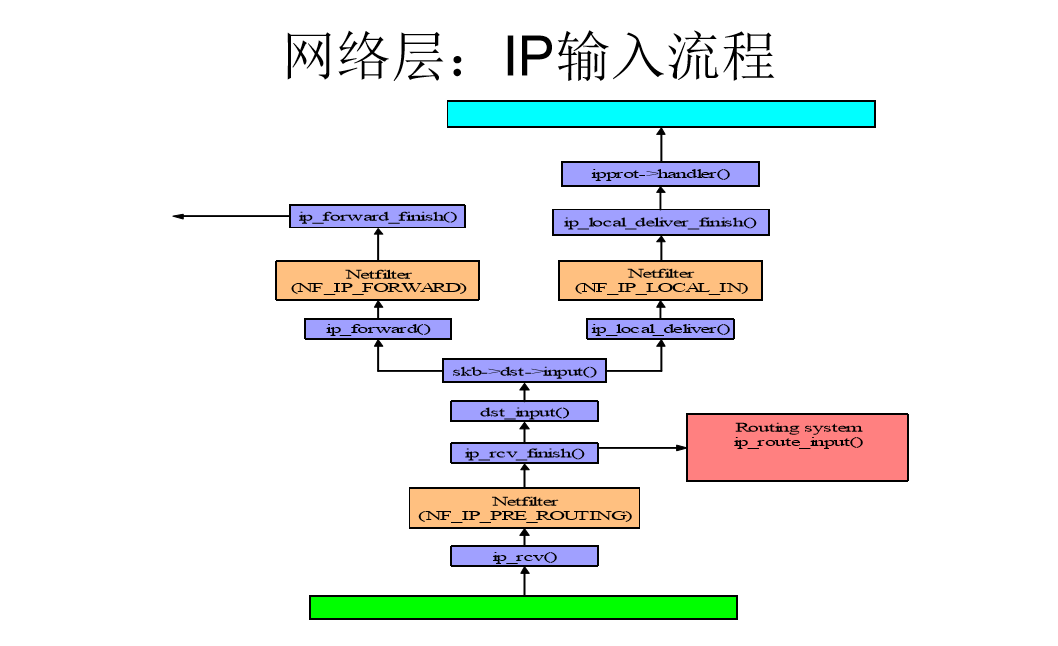 网络层：IP输入流程
ipprot->handler()
ip_forward_finish()
ip_local_deliver_finish()
Netfilter
(NF_IP_FORWARD)
Netfilter
(NF_IP_LOCAL_IN)
ip_forward()
ip_local_deliver()
skb->dst->input()
dst_input()
Routing system
ip_route_input()
ip_rcv_finish()
Netfilter
(NF_IP_PRE_ROUTING)
ip_rcv()